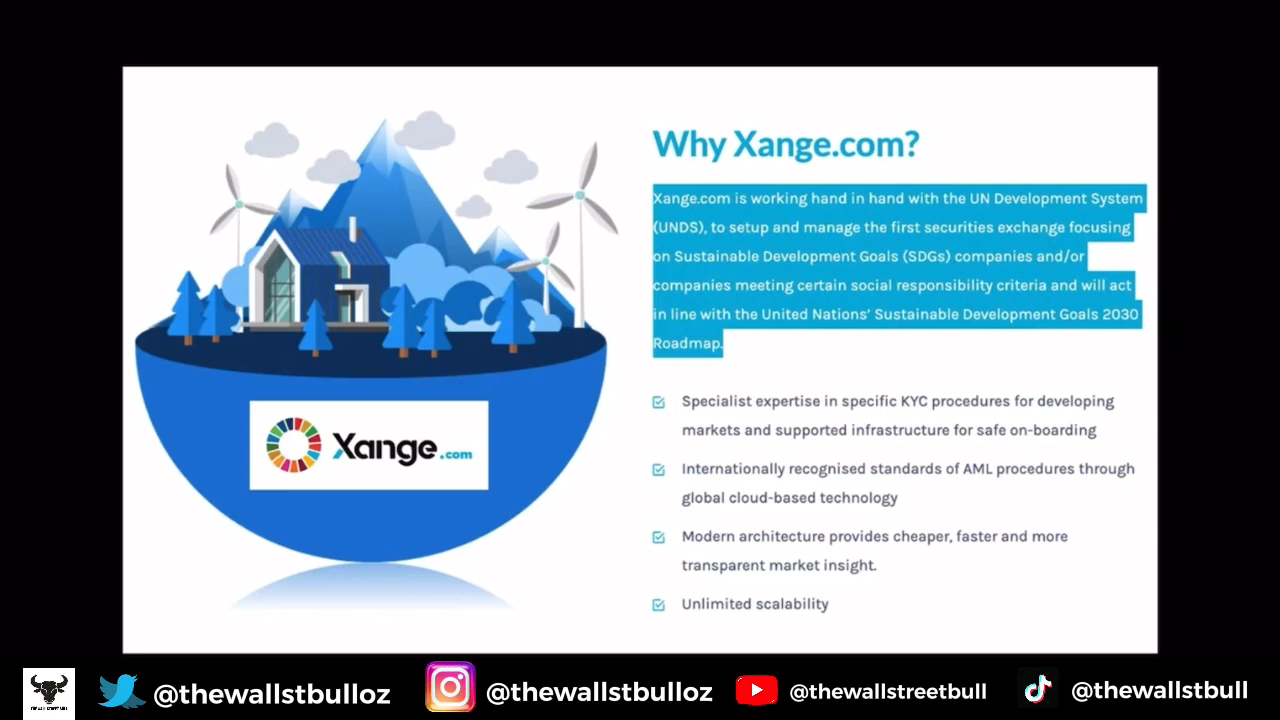 Why Xange.com?
Xange.com is working hand in hand with the UN Development System
(UNDS), to setup and manage the first securities exchange focusing
on Sustainable Development Goals (SDGs) companies and/or
companies meeting certain social responsibility criteria and will act
in line with the United Nations’ Sustainable Development Goals 2030
Roadmap.
Specialist expertise in specific KYC procedures for developing
markets and supported infrastructure for safe on-boarding
Internationally recognised standards of AML procedures through
global cloud-based technology
Modern architecture provides cheaper, faster and more
transparent market insight.
Unlimited scalability
Xange.com
@thewallstbulloz
@thewallstbulloz
@thewallstreetbull
@thewallstbull